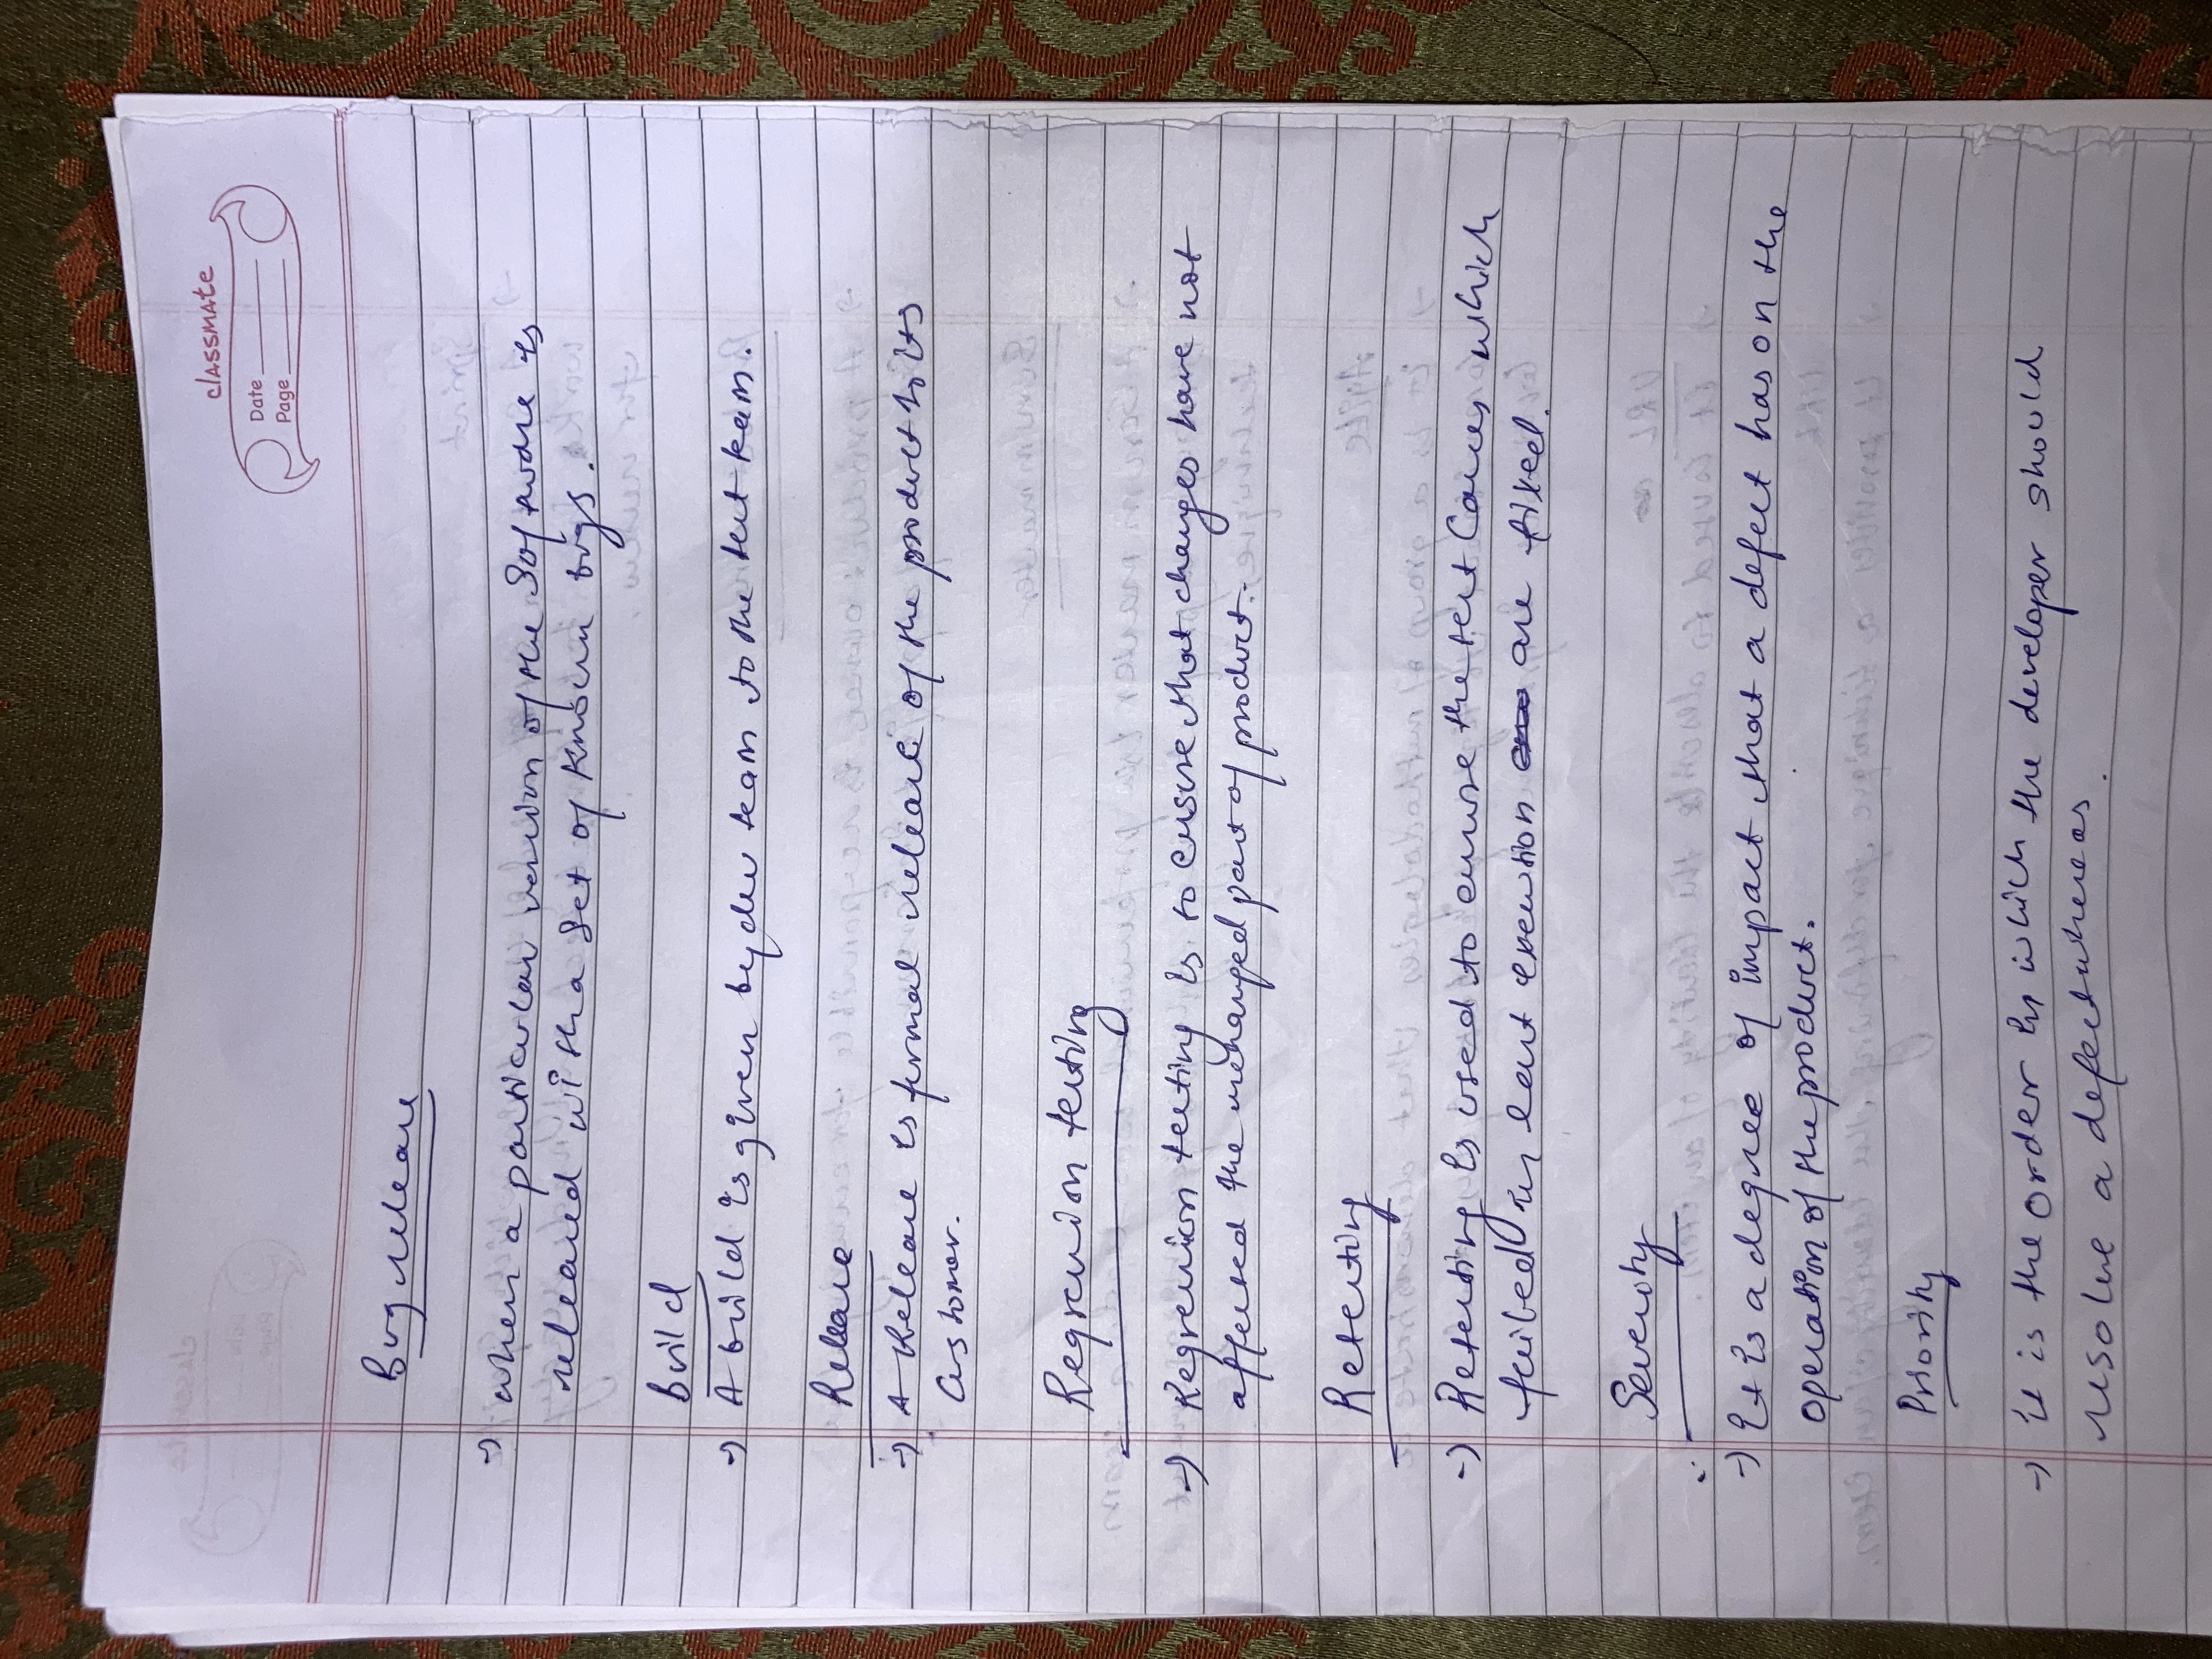 classmate
Date
Page
Bug release
→ when a particular version of the Software is
released with a Set of Known bugs.
Build
→ A build is given by dev team to the test team.
Release
→ A Release is formal release of the product to its
Customer.
Regression testing
→ Regression testing is to ensure that changes have not
affected the unchanged part of product.
Retesting
→ Retesting is used to ensure the test Cases which
failed in last execution are fixed.
Severity
→ it is a degree of impact that a defect has on the
operation of the product.
Priority
→ it is the order in which the developer should
resolve a defect whereas.